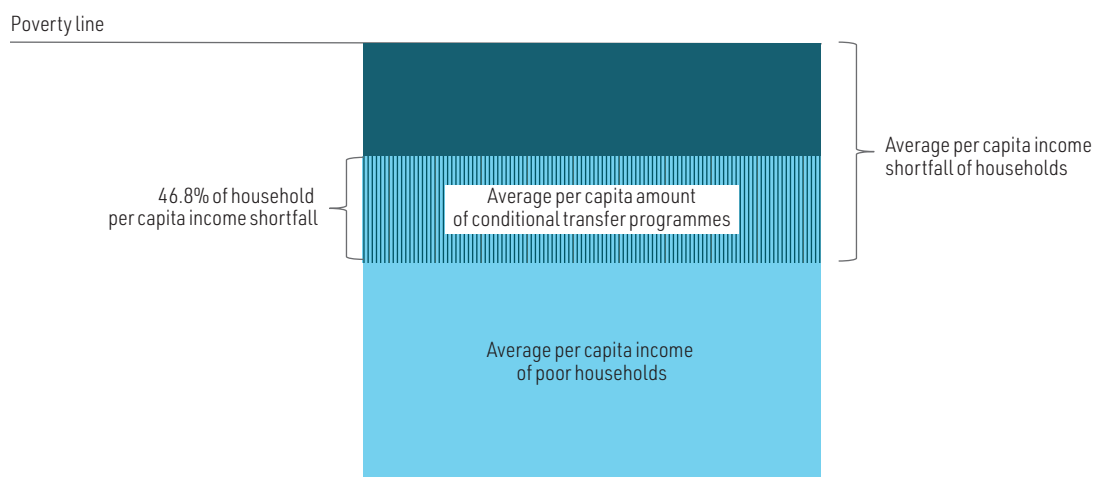 Poverty line
Average per capita income
shortfall of households
46.8% of household
per capita income shortfall
Average per capita amount
of conditional transfer programmes
Average per capita income
of poor households